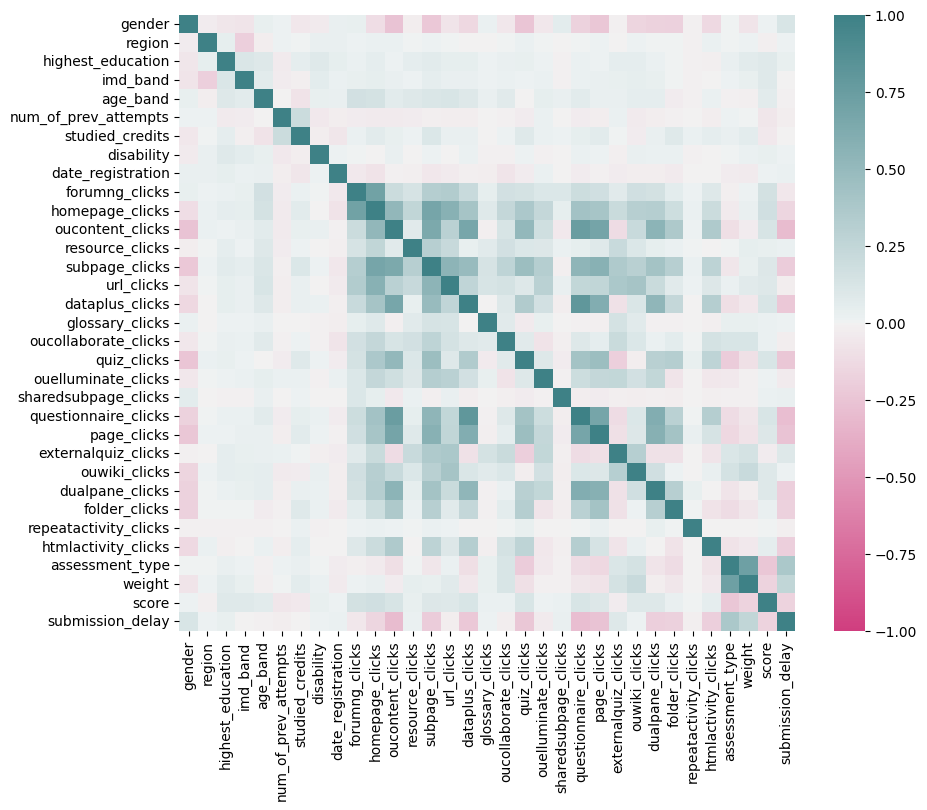 gender
region
highest_education
imd_band
age_band
num_of_prev_attempts
studied_credits
disability
date_registration
forumng_clicks
homepage_clicks
oucontent_clicks
resource_clicks
subpage_clicks
url_clicks
dataplus_clicks
glossary_clicks
oucollaborate_clicks
quiz_clicks
ouelluminate_clicks
sharedsubpage_clicks
questionnaire_clicks
page_clicks
externalquiz_clicks
ouwiki_clicks
dualpane_clicks
folder_clicks
repeatactivity_clicks
htmlactivity_clicks
assessment_type
weight
score
submission_delay
gender
region
highest_education
imd_band
age_band
num_of_prev_attempts
studied_credits
disability
date_registration
forumng_clicks
homepage_clicks
oucontent_clicks
resource_clicks
subpage_clicks
url_clicks
dataplus_clicks
glossary_clicks
oucollaborate_clicks
quiz_clicks
ouelluminate_clicks
sharedsubpage_clicks
questionnaire_clicks
page_clicks
externalquiz_clicks
ouwiki_clicks
dualpane_clicks
folder_clicks
repeatactivity_clicks
htmlactivity_clicks
assessment_type
weight
score
submission_delay
1.00
0.75
0.50
0.25
0.00
−0.25
−0.50
−0.75
−1.00